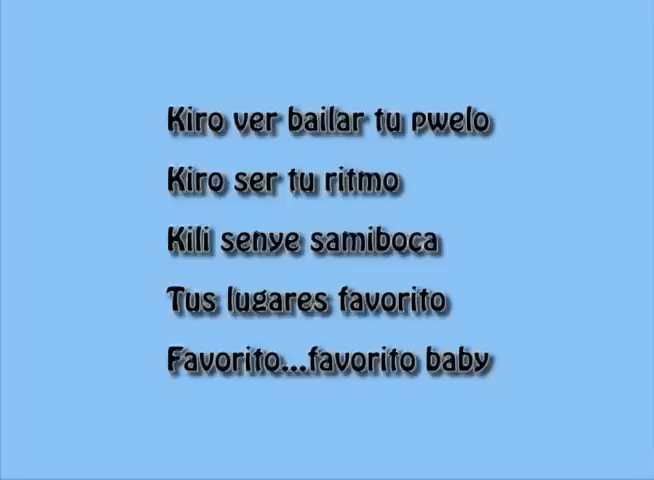 Kiro ver bailar tu pwelo
Kiro ser tu ritmo
Kili senye samiboca
Tus lugares favorito
Favorito...favorito baby